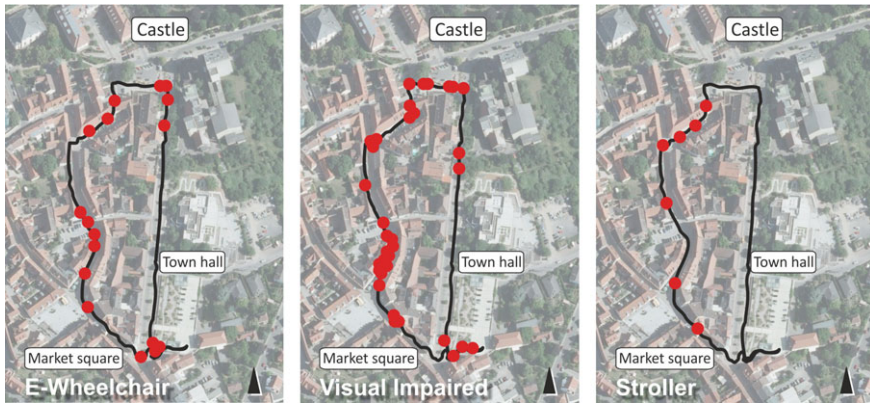 Castle
Town hall
Market square
E-Wheelchair
Castle
Town hall
Market square
Visual Impaired
Castle
Town hall
Market square
Stroller